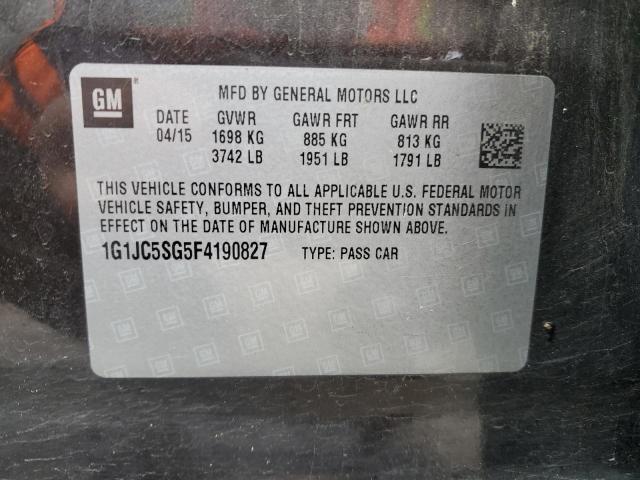 GM
MFD BY GENERAL MOTORS LLC
DATE GVWR GAWR FRT GAWR RR
04/15 1698 KG 885 KG 813 KG
3742 LB 1951 LB 1791 LB
THIS VEHICLE CONFORMS TO ALL APPLICABLE U.S. FEDERAL MOTOR
VEHICLE SAFETY, BUMPER, AND THEFT PREVENTION STANDARDS IN
EFFECT ON THE DATE OF MANUFACTURE SHOWN ABOVE.
1G1JC5SG5F4190827 TYPE: PASS CAR